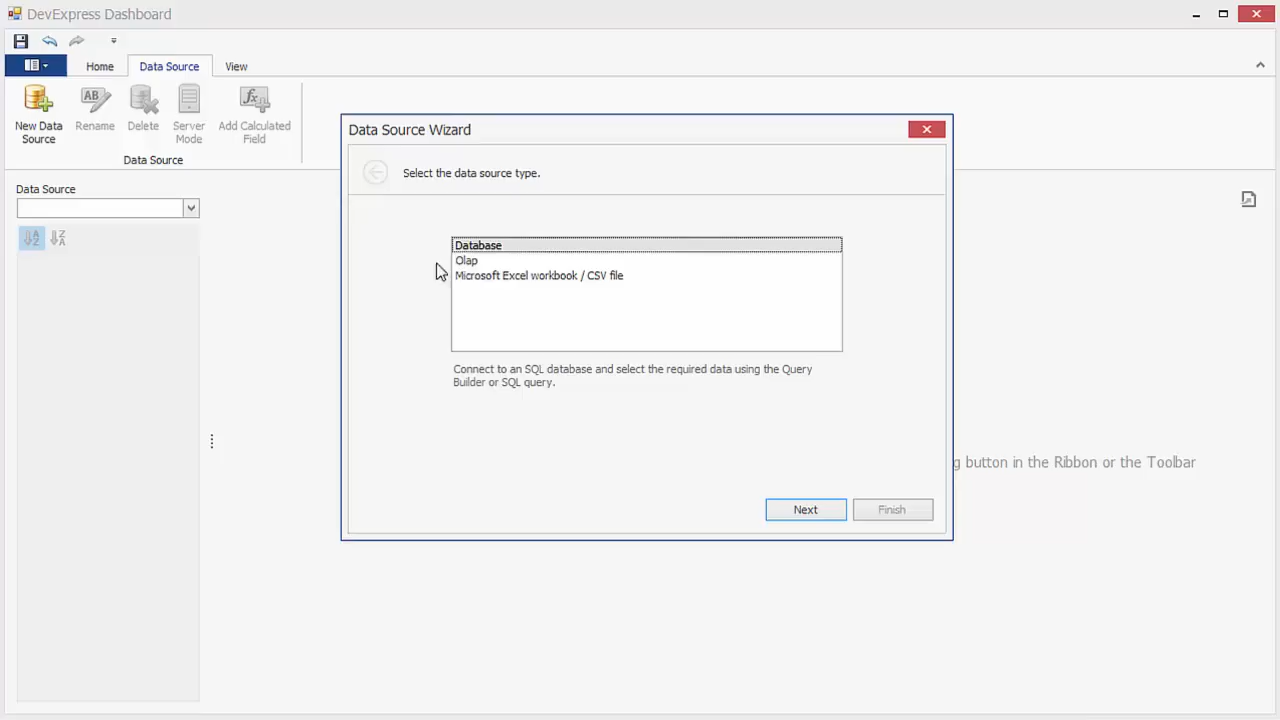 DevExpress Dashboard
Home
Data Source
View
New Data
Source
Rename
Delete
Server
Mode
Add Calculated
Field
Data Source
Data Source
Data Source Wizard
Select the data source type.
Database
Olap
Microsoft Excel workbook / CSV file
Connect to an SQL database and select the required data using the Query
Builder or SQL query.
g button in the Ribbon or the Toolbar
Next
Finish